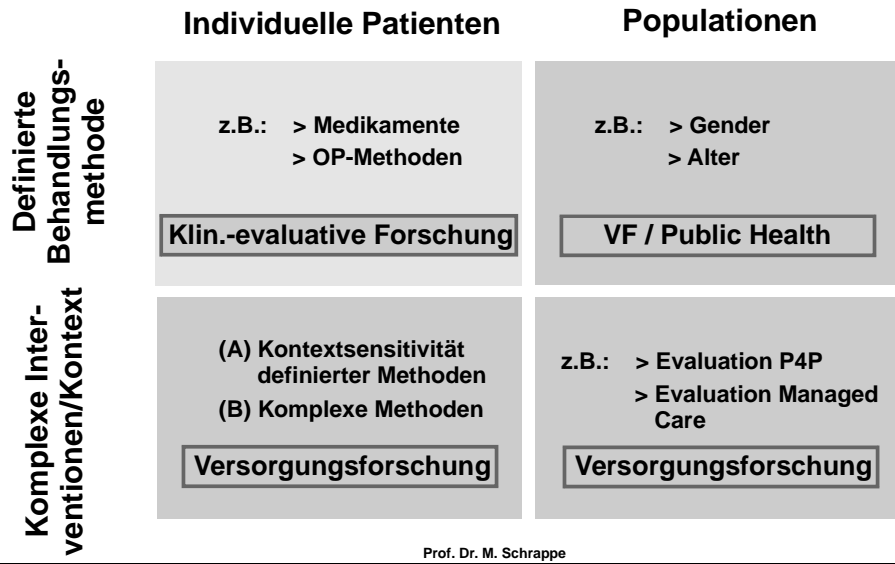 Individuelle Patienten
Populationen
Definierte
Behandlungs-
methode
z.B.: > Medikamente
> OP-Methoden
Klin.-evaluative Forschung
z.B.: > Gender
> Alter
VF / Public Health
Komplexe Inter-
ventionen/Kontext
(A) Kontextsensitivität
definierter Methoden
(B) Komplexe Methoden
Versorgungsforschung
z.B.: > Evaluation P4P
> Evaluation Managed
Care
Versorgungsforschung
Prof. Dr. M. Schrappe